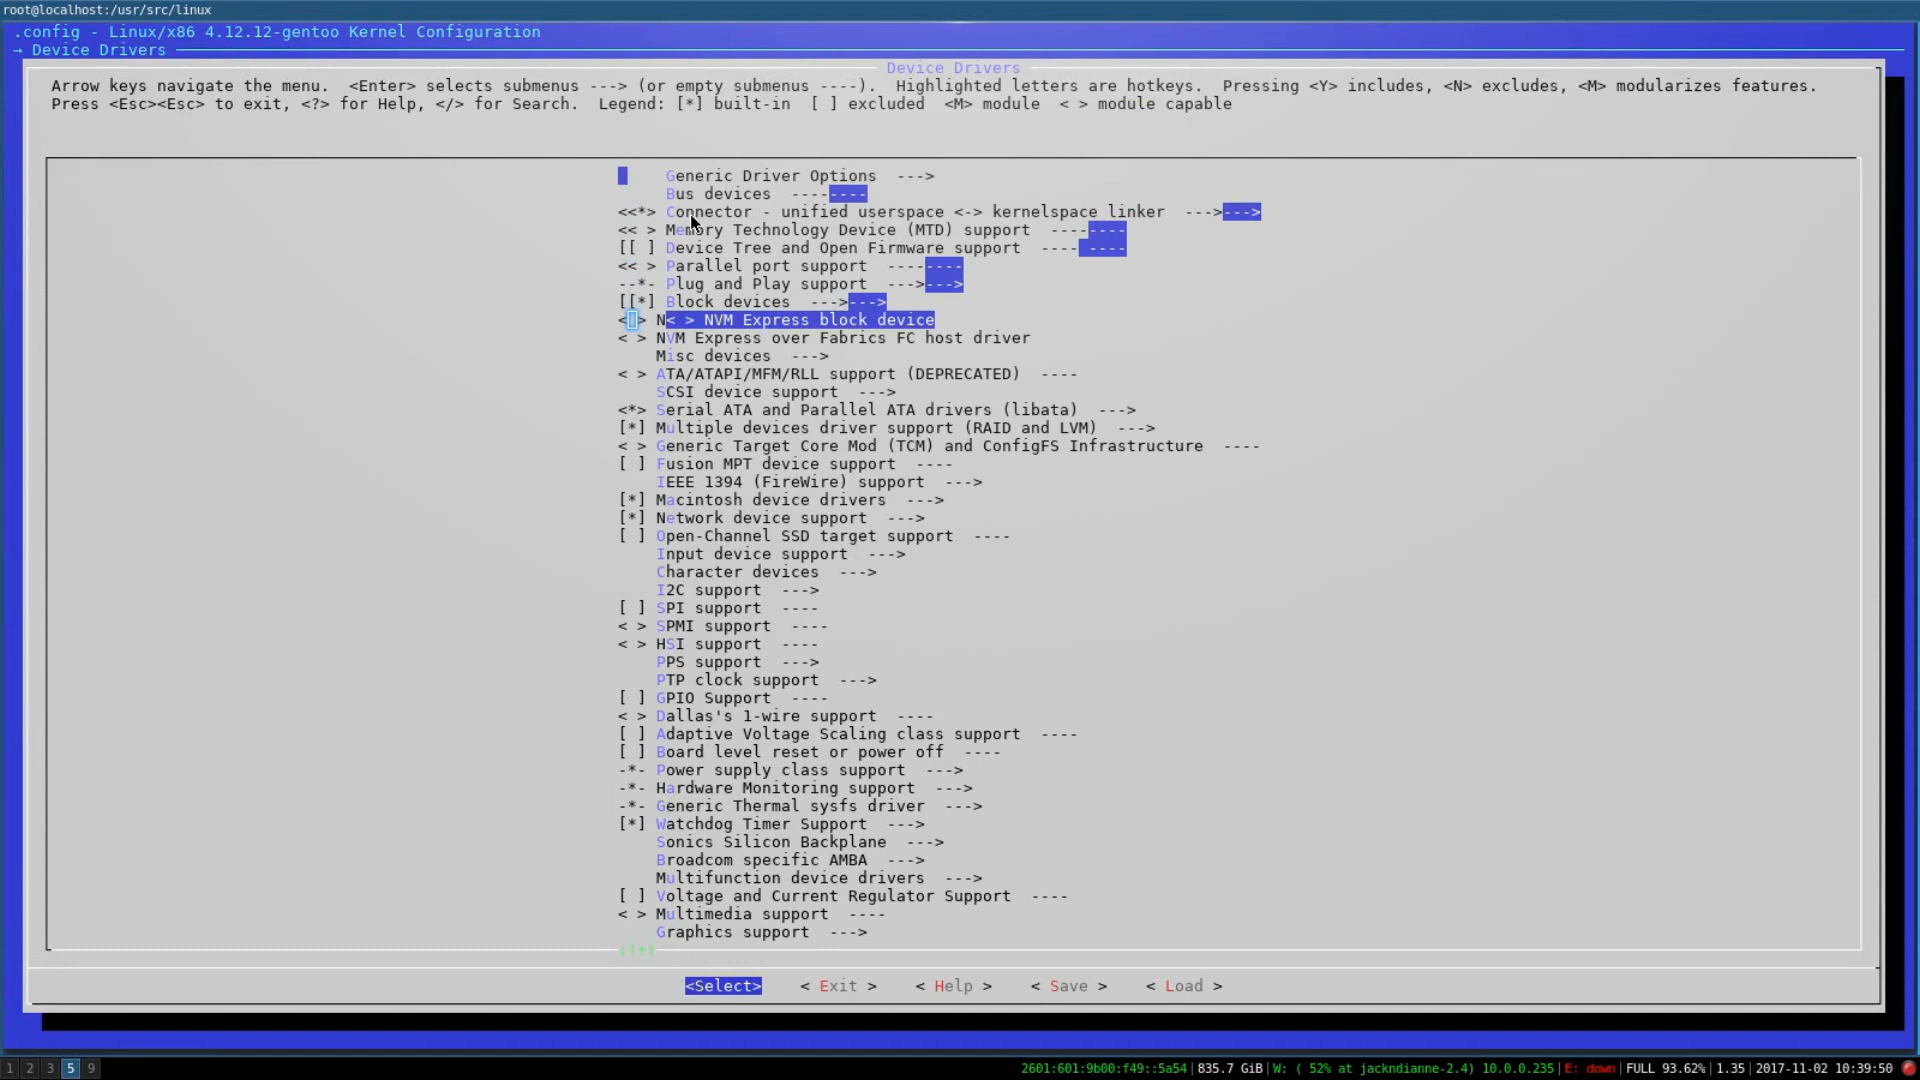 root@localhost:/usr/src/linux
.config - Linux/x86 4.12.12-gentoo Kernel Configuration
→ Device Drivers
Device Drivers
Arrow keys navigate the menu.  <Enter> selects submenus ---> (or empty submenus ----).  Highlighted letters are hotkeys.  Pressing <Y> includes, <N> excludes, <M> modularizes features.
Press <Esc><Esc> to exit, <?> for Help, </> for Search.  Legend: [*] built-in  [ ] excluded  <M> module  < > module capable
Generic Driver Options  --->
Bus devices  --------
<<*> Connector - unified userspace <-> kernelspace linker  --->--->
<< > Memory Technology Device (MTD) support  --------
[[ ] Device Tree and Open Firmware support  ---- ----
<< > Parallel port support  --------
--*- Plug and Play support  --->--->
[[*] Block devices  --->--->
< > N< > NVM Express block device
< > NVM Express over Fabrics FC host driver
Misc devices  --->
< > ATA/ATAPI/MFM/RLL support (DEPRECATED)  ----
SCSI device support  --->
<*> Serial ATA and Parallel ATA drivers (libata)  --->
[*] Multiple devices driver support (RAID and LVM)  --->
< > Generic Target Core Mod (TCM) and ConfigFS Infrastructure  ----
[ ] Fusion MPT device support  ----
IEEE 1394 (FireWire) support  --->
[*] Macintosh device drivers  --->
[*] Network device support  --->
[ ] Open-Channel SSD target support  ----
Input device support  --->
Character devices  --->
I2C support  --->
[ ] SPI support  ----
< > SPMI support  ----
< > HSI support  ----
PPS support  --->
PTP clock support  --->
[ ] GPIO Support  ----
< > Dallas's 1-wire support  ----
[ ] Adaptive Voltage Scaling class support  ----
[ ] Board level reset or power off  ----
-*- Power supply class support  --->
-*- Hardware Monitoring support  --->
-*- Generic Thermal sysfs driver  --->
[*] Watchdog Timer Support  --->
Sonics Silicon Backplane  --->
Broadcom specific AMBA  --->
Multifunction device drivers  --->
[ ] Voltage and Current Regulator Support  ----
< > Multimedia support  ----
Graphics support  --->
<Select>    < Exit >    < Help >    < Save >    < Load >
1 2 3 5 9 2601:601:9b00:f49::5a54|835.7 GiB|W: ( 52% at jackndianne-2.4) 10.0.0.235|E: down|FULL 93.62%|1.35|2017-11-02 10:39:50